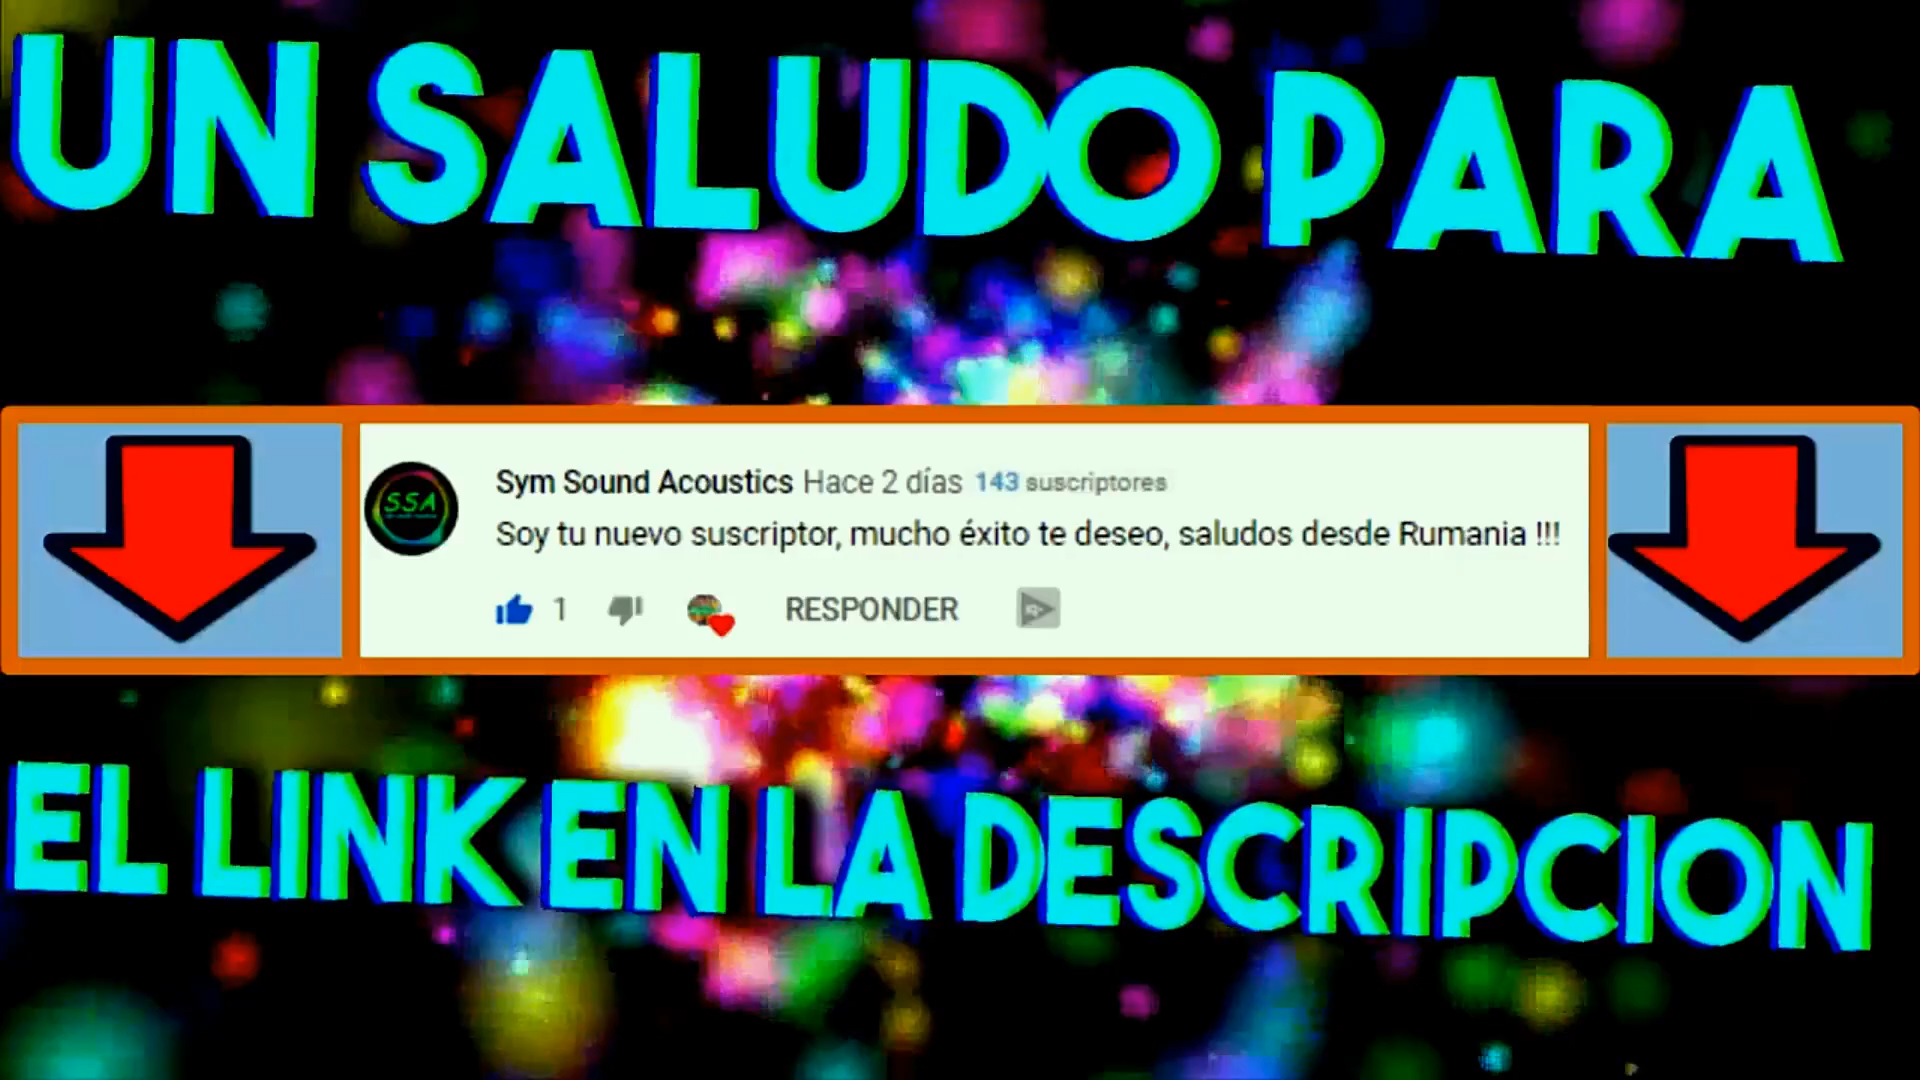 UN SALUDO PARA
SSA
Sym Sound Acoustics Hace 2 días 143 suscriptores
Soy tu nuevo suscriptor, mucho éxito te deseo, saludos desde Rumania !!!
1 RESPONDER
EL LINK EN LA DESCRIPCION